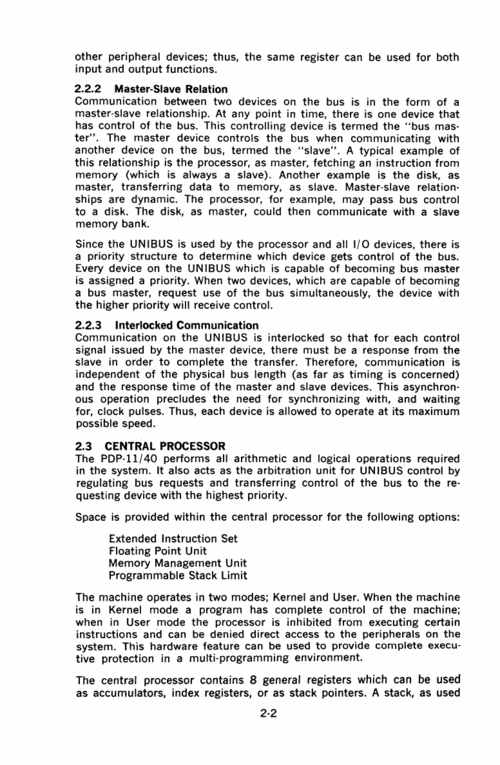 other peripheral devices; thus, the same register can be used for both
input and output functions.
2.2.2 Master-Slave Relation
Communication between two devices on the bus is in the form of a
master-slave relationship. At any point in time, there is one device that
has control of the bus. This controlling device is termed the "bus mas-
ter". The master device controls the bus when communicating with
another device on the bus, termed the "slave". A typical example of
this relationship is the processor, as master, fetching an instruction from
memory (which is always a slave). Another example is the disk, as
master, transferring data to memory, as slave. Master-slave relation-
ships are dynamic. The processor, for example, may pass bus control
to a disk. The disk, as master, could then communicate with a slave
memory bank.
Since the UNIBUS is used by the processor and all I/O devices, there is
a priority structure to determine which device gets control of the bus.
Every device on the UNIBUS which is capable of becoming bus master
is assigned a priority. When two devices, which are capable of becoming
a bus master, request use of the bus simultaneously, the device with
the higher priority will receive control.
2.2.3 Interlocked Communication
Communication on the UNIBUS is interlocked so that for each control
signal issued by the master device, there must be a response from the
slave in order to complete the transfer. Therefore, communication is
independent of the physical bus length (as far as timing is concerned)
and the response time of the master and slave devices. This asynchron-
ous operation precludes the need for synchronizing with, and waiting
for, clock pulses. Thus, each device is allowed to operate at its maximum
possible speed.
2.3 CENTRAL PROCESSOR
The PDP-11/40 performs all arithmetic and logical operations required
in the system. It also acts as the arbitration unit for UNIBUS control by
regulating bus requests and transferring control of the bus to the re-
questing device with the highest priority.
Space is provided within the central processor for the following options:
Extended Instruction Set
Floating Point Unit
Memory Management Unit
Programmable Stack Limit
The machine operates in two modes; Kernel and User. When the machine
is in Kernel mode a program has complete control of the machine;
when in User mode the processor is inhibited from executing certain
instructions and can be denied direct access to the peripherals on the
system. This hardware feature can be used to provide complete execu-
tive protection in a multi-programming environment.
The central processor contains 8 general registers which can be used
as accumulators, index registers, or as stack pointers. A stack, as used
2-2